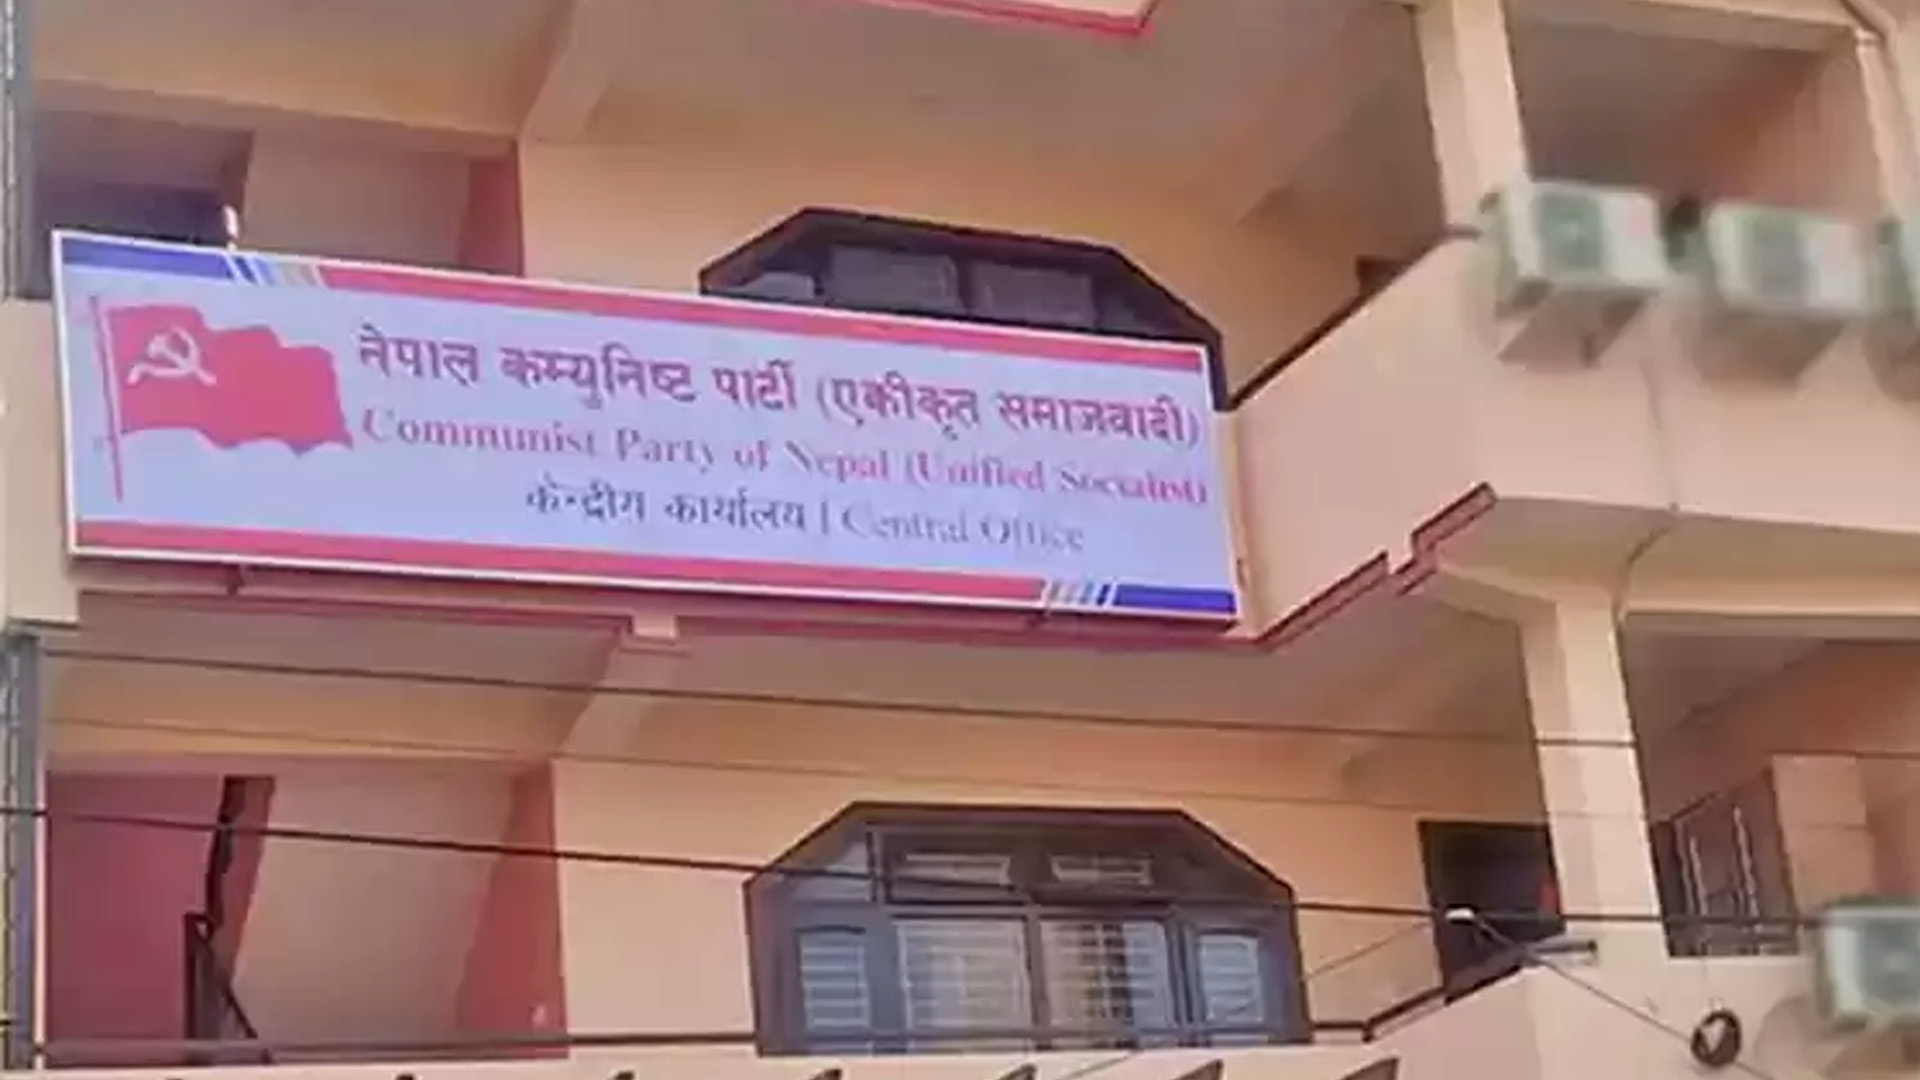 नेपाल कम्युनिष्ट पार्टी (एकीकृत समाजवादी)
Communist Party of Nepal (Unified Socialist)
केन्द्रीय कार्यालय | Central Office